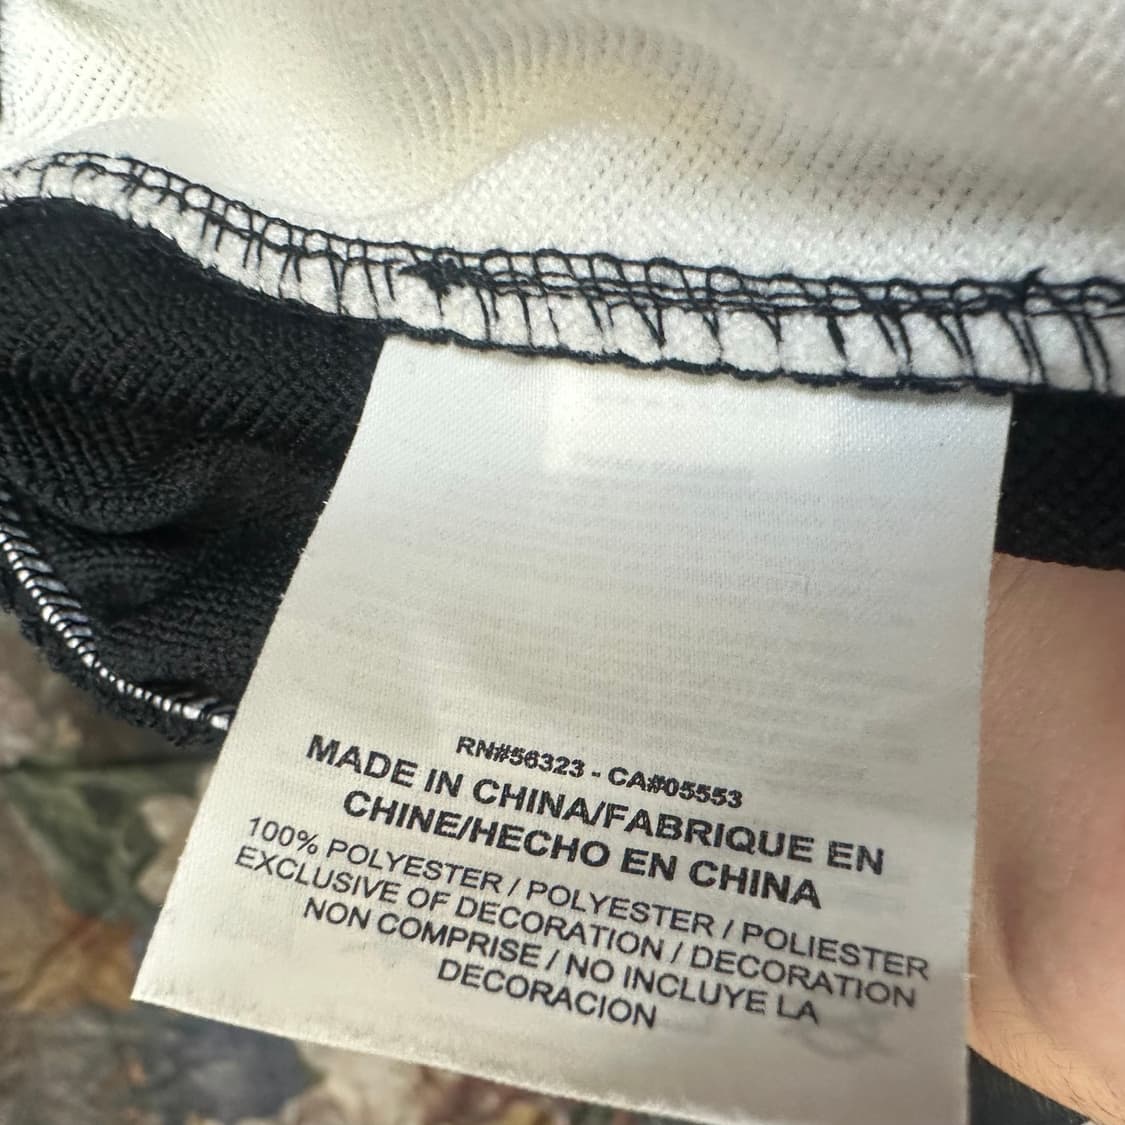 RN#56323 - CA#05553
MADE IN CHINA/FABRIQUE EN
CHINE/HECHO EN CHINA
100% POLYESTER / POLYESTER / POLIESTER
EXCLUSIVE OF DECORATION / DECORATION
NON COMPRISE / NO INCLUYE LA
DECORACION